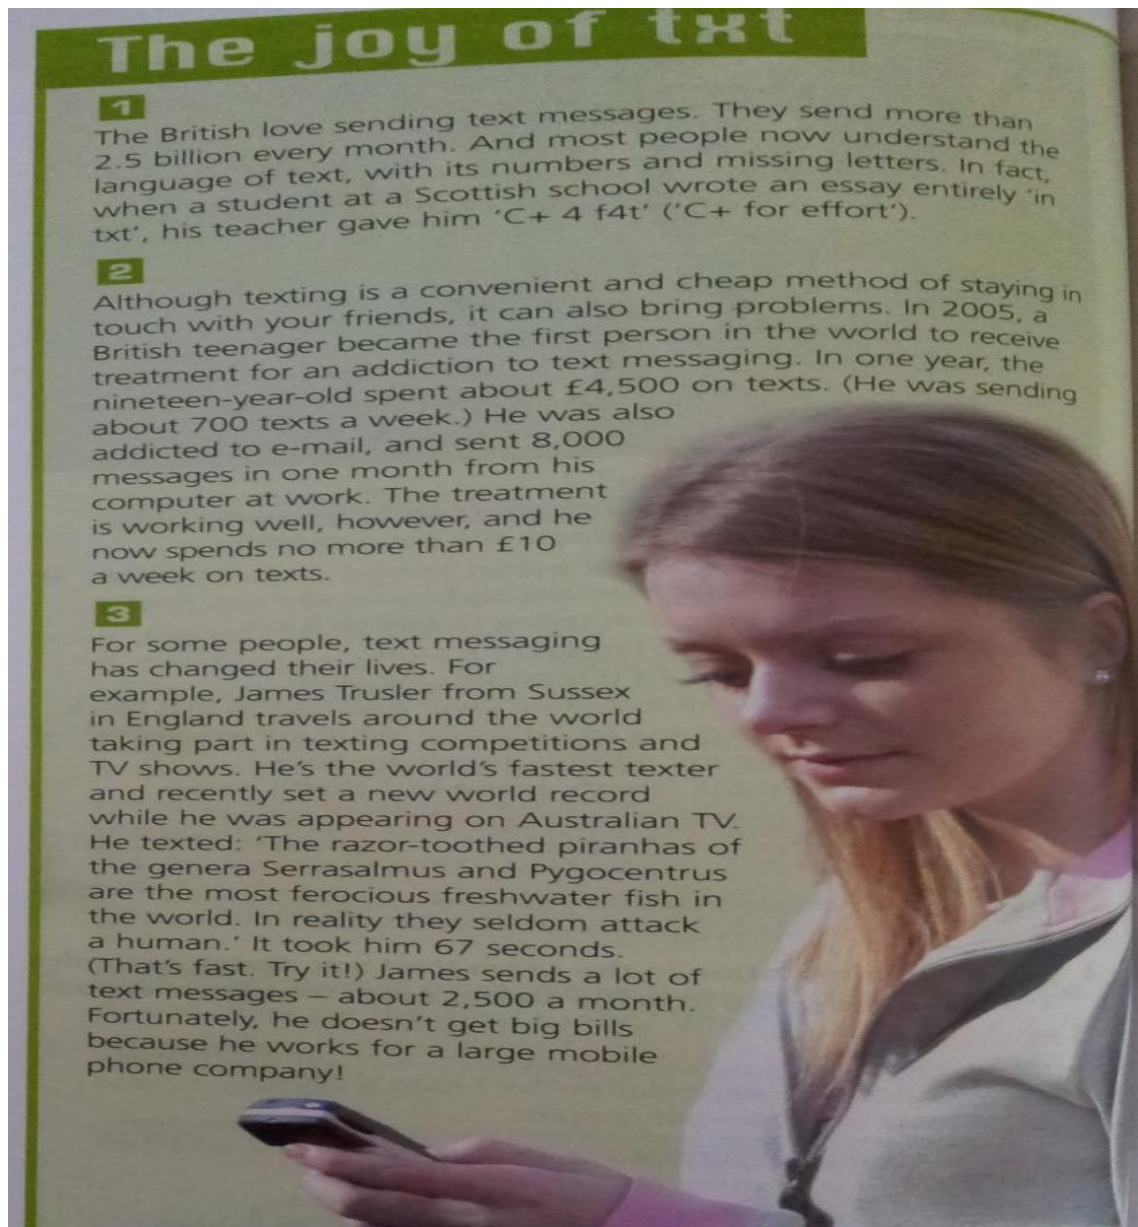 The joy of txt
1
The British love sending text messages. They send more than
2.5 billion every month. And most people now understand the
language of text, with its numbers and missing letters. In fact,
when a student at a Scottish school wrote an essay entirely ‘in
txt’, his teacher gave him ‘C+ 4 f4t’ (‘C+ for effort’).
2
Although texting is a convenient and cheap method of staying in
touch with your friends, it can also bring problems. In 2005, a
British teenager became the first person in the world to receive
treatment for an addiction to text messaging. In one year, the
nineteen-year-old spent about £4,500 on texts. (He was sending
about 700 texts a week.) He was also
addicted to e-mail, and sent 8,000
messages in one month from his
computer at work. The treatment
is working well, however, and he
now spends no more than £10
a week on texts.
3
For some people, text messaging
has changed their lives. For
example, James Trusler from Sussex
in England travels around the world
taking part in texting competitions and
TV shows. He’s the world’s fastest texter
and recently set a new world record
while he was appearing on Australian TV.
He texted: ‘The razor-toothed piranhas of
the genera Serrasalmus and Pygocentrus
are the most ferocious freshwater fish in
the world. In reality they seldom attack
a human.’ It took him 67 seconds.
(That’s fast. Try it!) James sends a lot of
text messages – about 2,500 a month.
Fortunately, he doesn’t get big bills
because he works for a large mobile
phone company!